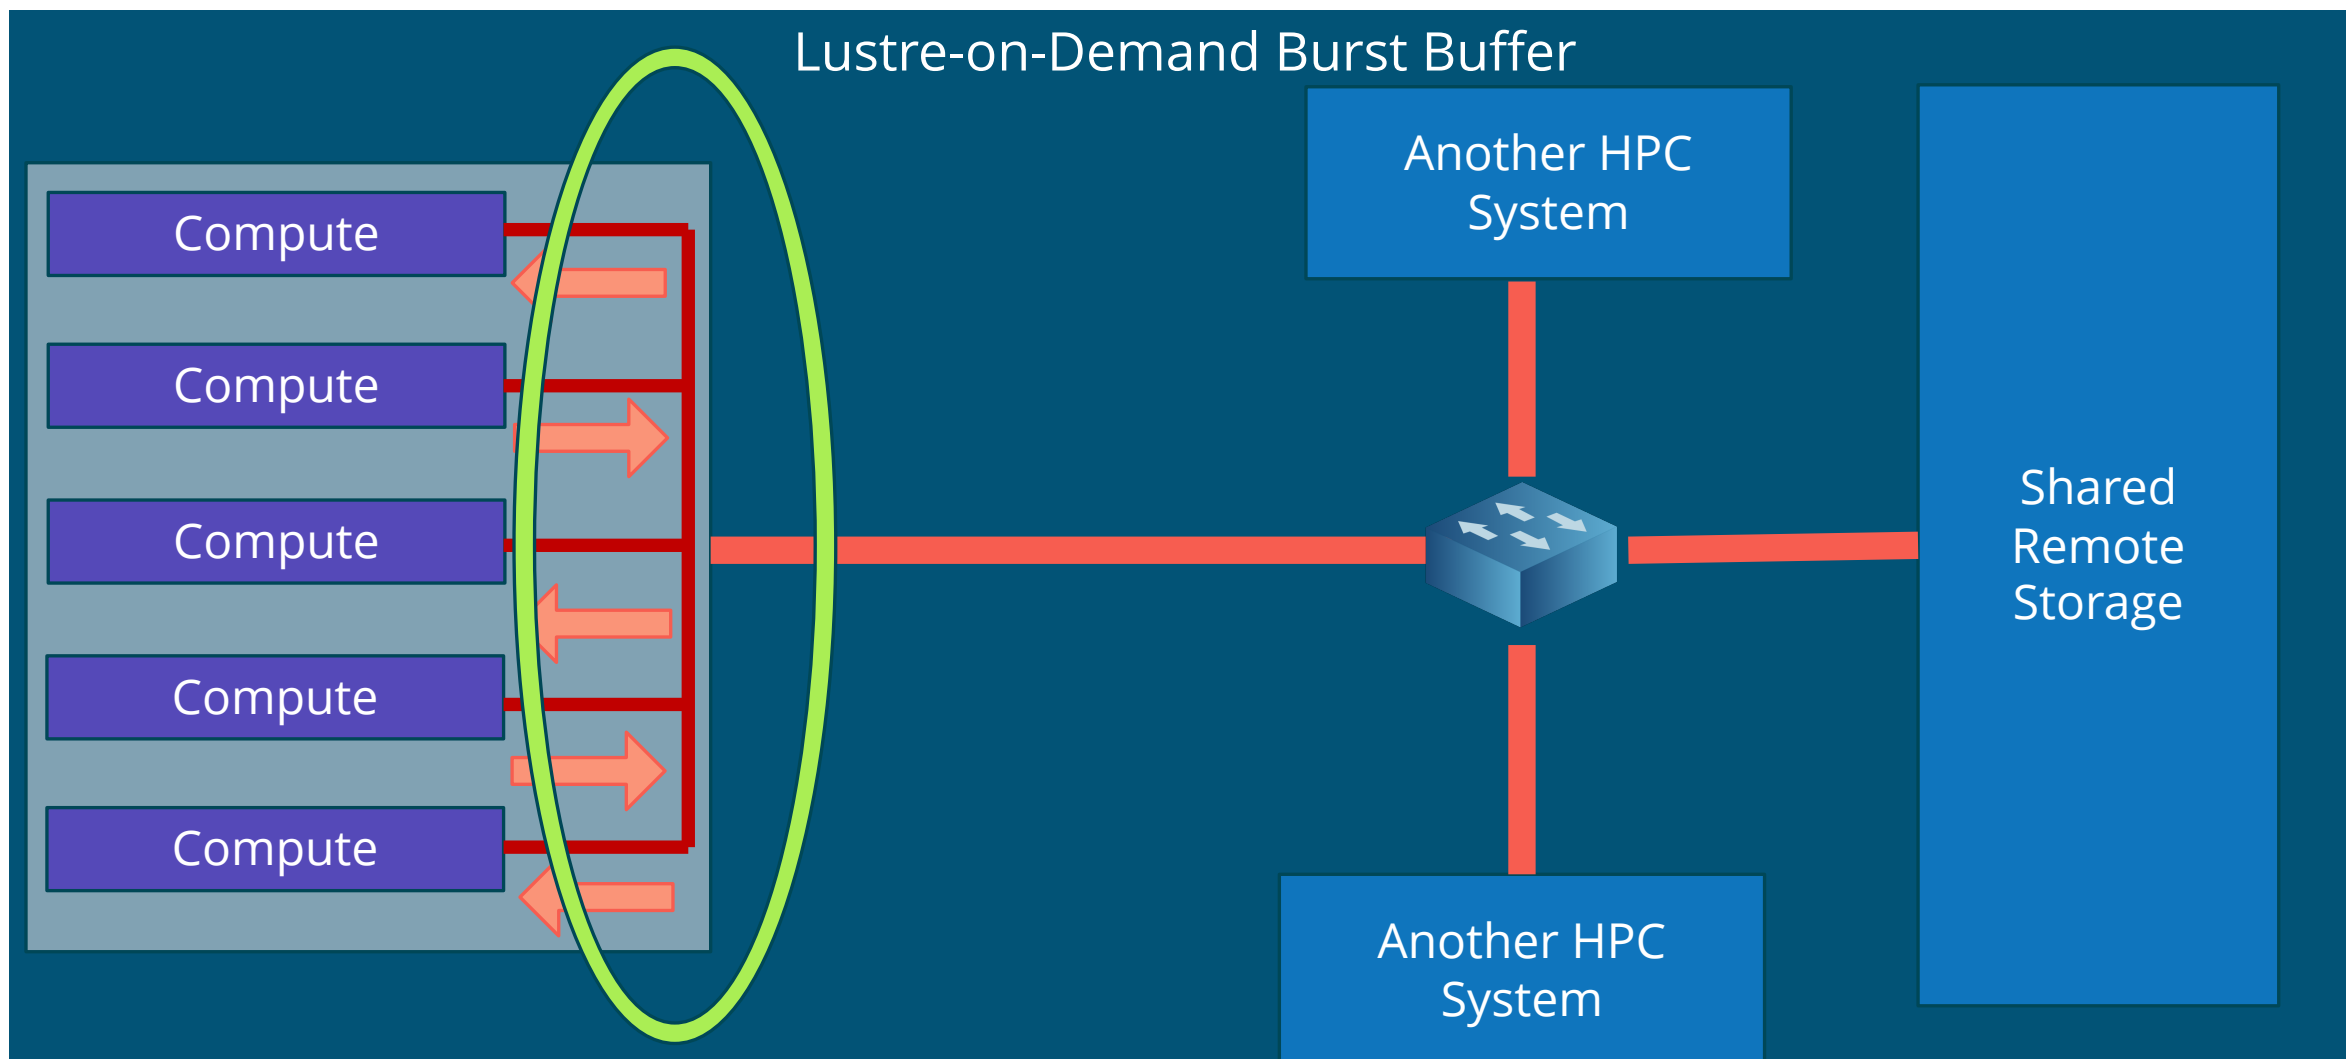 Lustre-on-Demand Burst Buffer
Compute
Compute
Compute
Compute
Compute
Another HPC
System
Another HPC
System
Shared
Remote
Storage